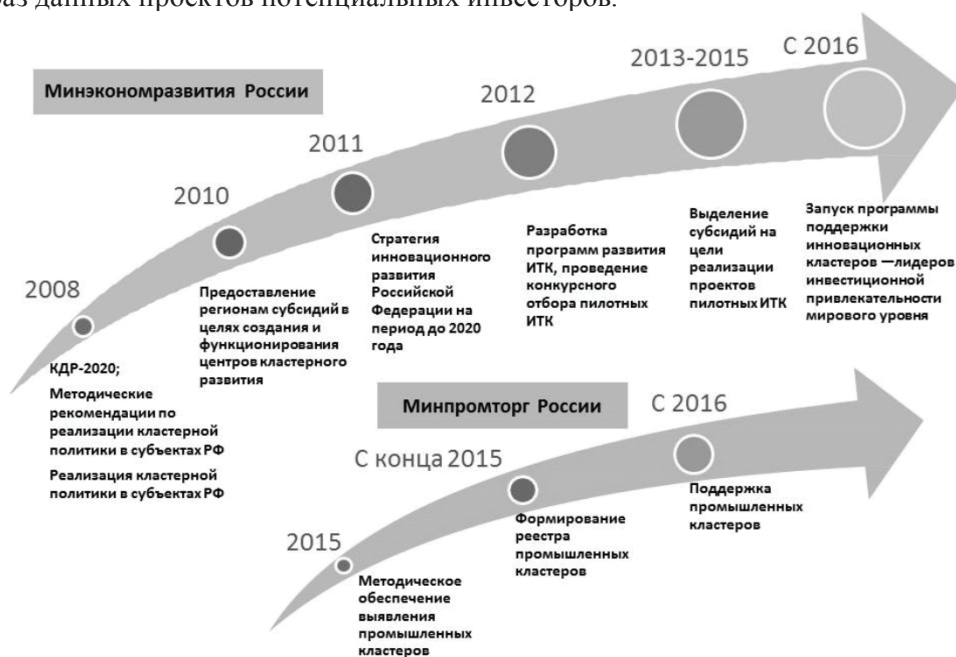 раз данных проектов потенциальных инвесторов.
Минэкономразвития России
2008
КДР-2020;
Методические
рекомендации по
реализации кластерной
политики в субъектах РФ
Реализация кластерной
политики в субъектах РФ
2010
Предоставление
регионам субсидий в
целях создания и
функционирования
центров кластерного
развития
2011
Стратегия
инновационного
развития
Российской
Федерации на
период до 2020
года
2012
Разработка
программ развития
ИТК, проведение
конкурсного
отбора пилотных
ИТК
2013-2015
Выделение
субсидий на
цели
реализации
проектов
пилотных ИТК
С 2016
Запуск программы
поддержки
инновационных
кластеров —лидеров
инвестиционной
привлекательности
мирового уровня
Минпромторг России
2015
Методическое
обеспечение
выявления
промышленных
кластеров
С конца 2015
Формирование
реестра
промышленных
кластеров
С 2016
Поддержка
промышленных
кластеров